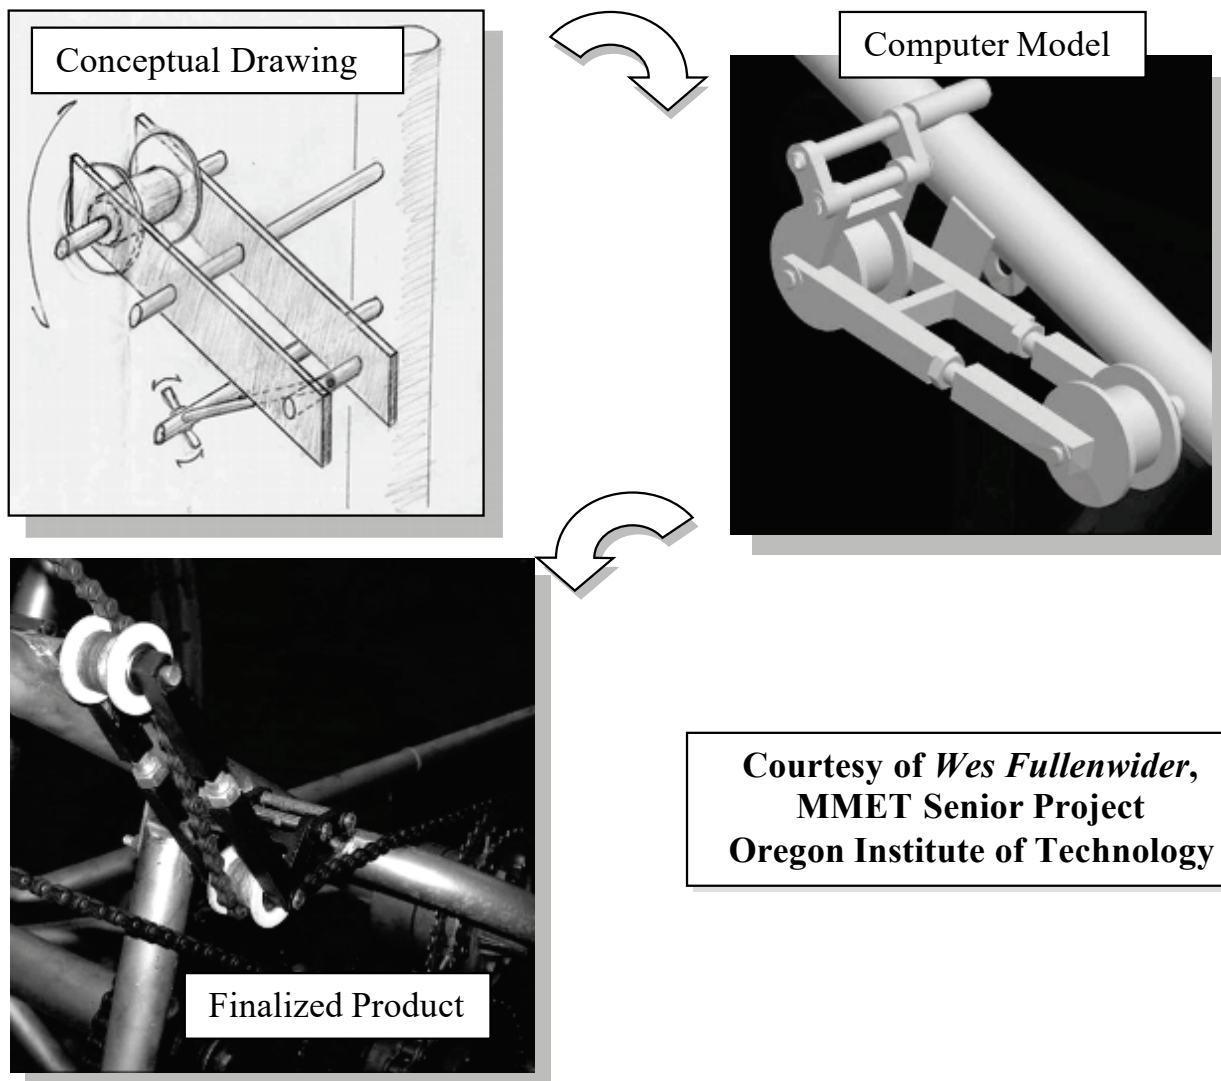 Conceptual Drawing
Computer Model
Finalized Product
Courtesy of Wes Fullenwider,
MMET Senior Project
Oregon Institute of Technology